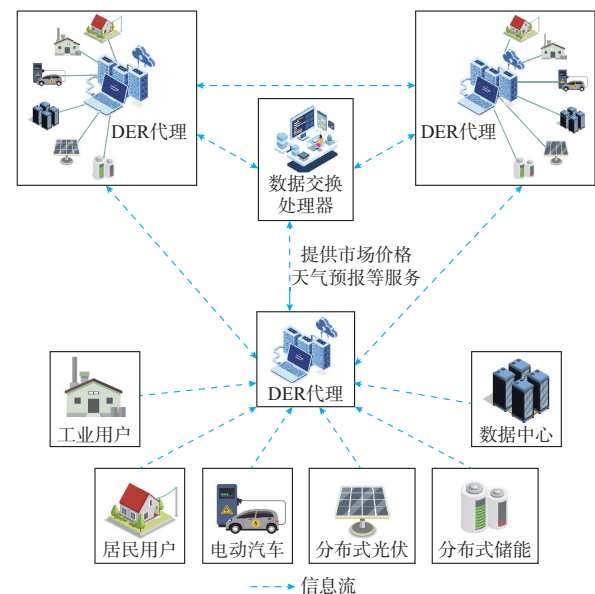 DER代理
DER代理
数据交换
处理器
提供市场价格
天气预报等服务
DER代理
工业用户
数据中心
居民用户
电动汽车
分布式光伏
分布式储能
信息流